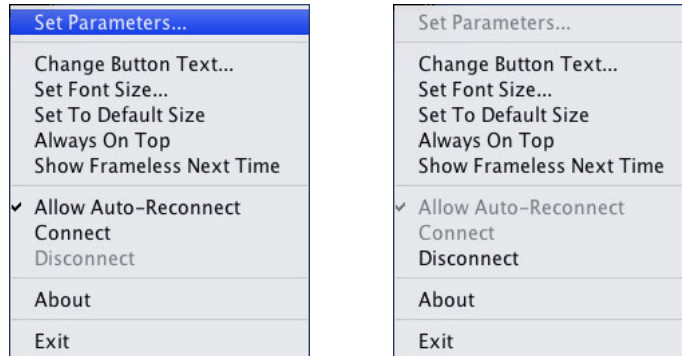 Set Parameters...
Change Button Text...
Set Font Size...
Set To Default Size
Always On Top
Show Frameless Next Time
Allow Auto-Reconnect
Connect
Disconnect
About
Exit
Set Parameters...
Change Button Text...
Set Font Size...
Set To Default Size
Always On Top
Show Frameless Next Time
Allow Auto-Reconnect
Connect
Disconnect
About
Exit